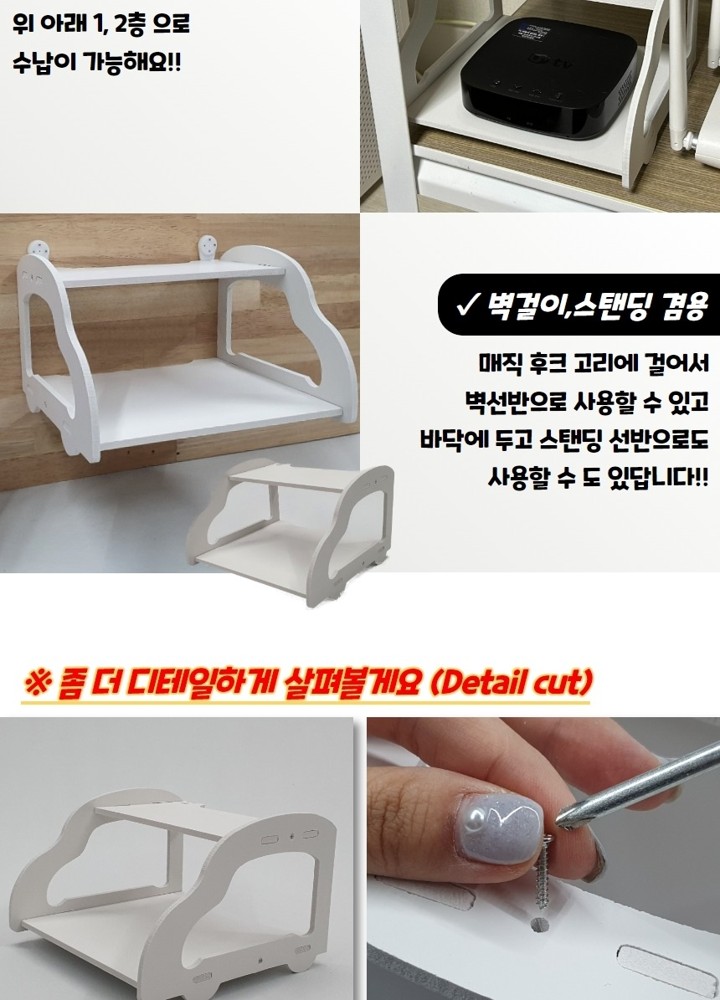 위 아래 1, 2층 으로
수납이 가능해요!!
tv
✓ 벽걸이,스탠딩 겸용
매직 후크 고리에 걸어서
벽선반으로 사용할 수 있고
바닥에 두고 스탠딩 선반으로도
사용할 수 도 있답니다!!
※ 좀 더 디테일하게 살펴볼게요 (Detail cut)